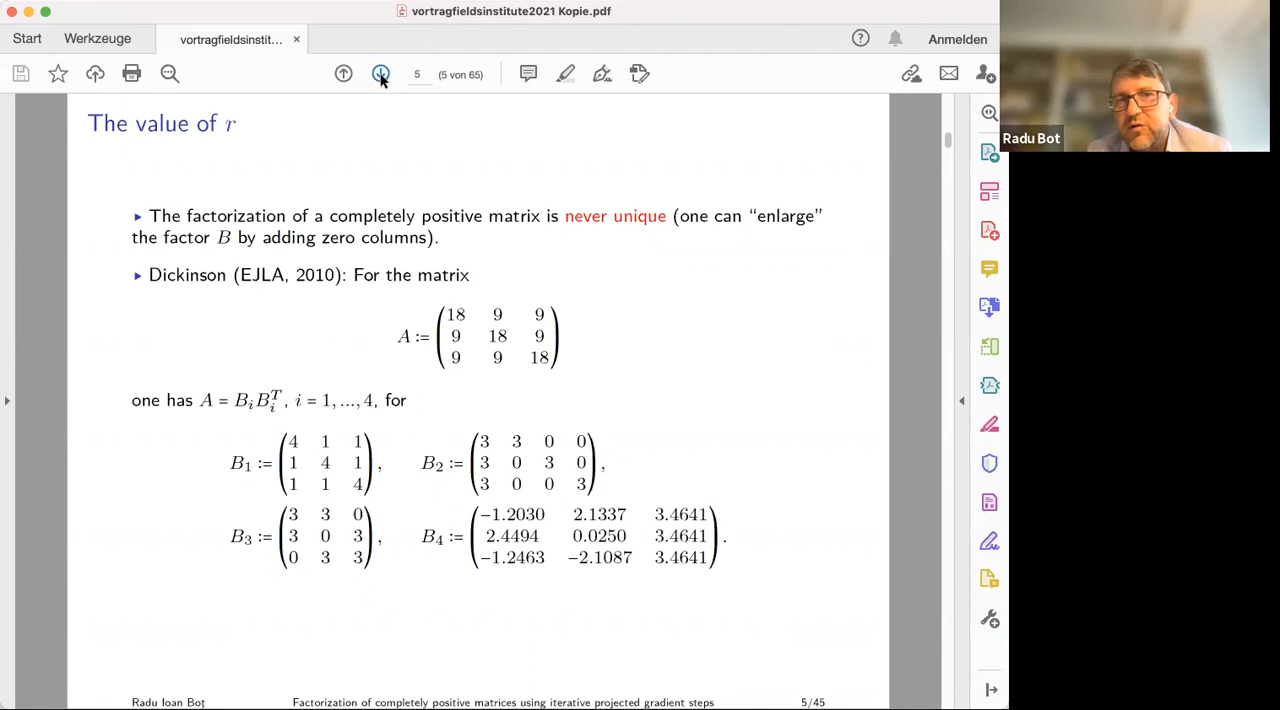 vortragfieldsinstitute2021 Kopie.pdf
Start Werkzeuge vortragfieldsinstit... × Anmelden
5 (5 von 65)
Radu Bot
The value of r
▸ The factorization of a completely positive matrix is never unique (one can “enlarge”
the factor B by adding zero columns).
▸ Dickinson (EJLA, 2010): For the matrix
18 9 9
A := 9 18 9
9 9 18
one has A = BᵢBᵢᵀ, i = 1, ..., 4, for
4 1 1 3 3 0 0
B₁ := 1 4 1 , B₂ := 3 0 3 0 ,
1 1 4 3 0 0 3
3 3 0 −1.2030 2.1337 3.4641
B₃ := 3 0 3 , B₄ := 2.4494 0.0250 3.4641 .
0 3 3 −1.2463 −2.1087 3.4641
Radu Ioan Boţ Factorization of completely positive matrices using iterative projected gradient steps 5/45